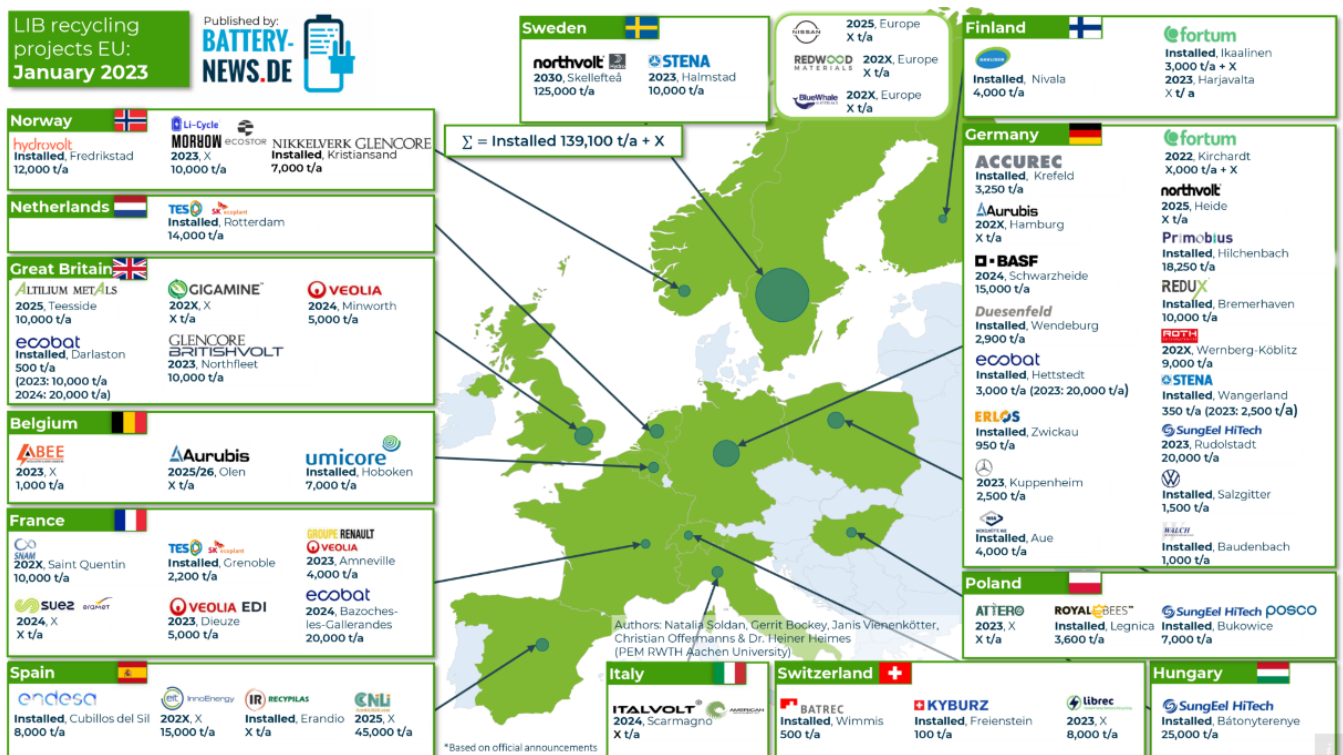 LIB recycling
projects EU:
January 2023
Published by:
BATTERY-
NEWS.DE
Sweden
northvolt Hydro
2030, Skellefteå
125,000 t/a
STENA
2023, Halmstad
10,000 t/a
NISSAN
2025, Europe
X t/a
REDWOOD
MATERIALS
202X, Europe
X t/a
BlueWhale
MATERIALS
202X, Europe
X t/a
Finland
AKKUSER
Installed, Nivala
4,000 t/a
fortum
Installed, Ikaalinen
3,000 t/a + X
2023, Harjavalta
X t/ a
Norway
hydrovolt
Installed, Fredrikstad
12,000 t/a
Li-Cycle
MORROW ECOSTOR
2023, X
10,000 t/a
NIKKELVERK GLENCORE
Installed, Kristiansand
7,000 t/a
∑ = Installed 139,100 t/a + X
Netherlands
TES SK ecoplant
Installed, Rotterdam
14,000 t/a
Great Britain
ALTILIUM METALS
2025, Teesside
10,000 t/a
GIGAMINE™
202X, X
X t/a
VEOLIA
2024, Minworth
5,000 t/a
ecobat
Installed, Darlaston
500 t/a
(2023: 10,000 t/a
2024: 20,000 t/a)
GLENCORE
BRITISHVOLT
2023, Northfleet
10,000 t/a
Belgium
ABEE
2023, X
1,000 t/a
Aurubis
2025/26, Olen
X t/a
umicore
Installed, Hoboken
7,000 t/a
France
SNAM
202X, Saint Quentin
10,000 t/a
TES SK ecoplant
Installed, Grenoble
2,200 t/a
GROUPE RENAULT
VEOLIA
2023, Amneville
4,000 t/a
suez eramet
2024, X
X t/a
VEOLIA EDI
2023, Dieuze
5,000 t/a
ecobat
2024, Bazoches-
les-Gallerandes
20,000 t/a
Spain
endesa
Installed, Cubillos del Sil
8,000 t/a
eit InnoEnergy
202X, X
15,000 t/a
IR RECYPILAS
Installed, Erandio
X t/a
CNLi
2025, X
45,000 t/a
Germany
ACCUREC
Installed, Krefeld
3,250 t/a
Aurubis
202X, Hamburg
X t/a
BASF
2024, Schwarzheide
15,000 t/a
Duesenfeld
Installed, Wendeburg
2,900 t/a
ecobat
Installed, Hettstedt
3,000 t/a (2023: 20,000 t/a)
ERLOS
Installed, Zwickau
950 t/a
2023, Kuppenheim
2,500 t/a
Installed, Aue
4,000 t/a
fortum
2022, Kirchardt
X,000 t/a + X
northvolt
2025, Heide
X t/a
Primobius
Installed, Hilchenbach
18,250 t/a
REDUX
Installed, Bremerhaven
10,000 t/a
ROTH
INTERNATIONAL
202X, Wernberg-Köblitz
9,000 t/a
STENA
Installed, Wangerland
350 t/a (2023: 2,500 t/a)
SungEel HiTech
2023, Rudolstadt
20,000 t/a
Installed, Salzgitter
1,500 t/a
WALCH
Installed, Baudenbach
1,000 t/a
Poland
ATTERO
2023, X
X t/a
ROYAL BEES™
Installed, Legnica
3,600 t/a
SungEel HiTech posco
Installed, Bukowice
7,000 t/a
Authors: Natalia Soldan, Gerrit Bockey, Janis Vienenkötter,
Christian Offermanns & Dr. Heiner Heimes
(PEM RWTH Aachen University)
Italy
ITALVOLT AMERICAN
2024, Scarmagno
X t/a
Switzerland
BATREC
Installed, Wimmis
500 t/a
KYBURZ
Installed, Freienstein
100 t/a
librec
2023, X
8,000 t/a
Hungary
SungEel HiTech
Installed, Bátonyterenye
25,000 t/a
*Based on official announcements